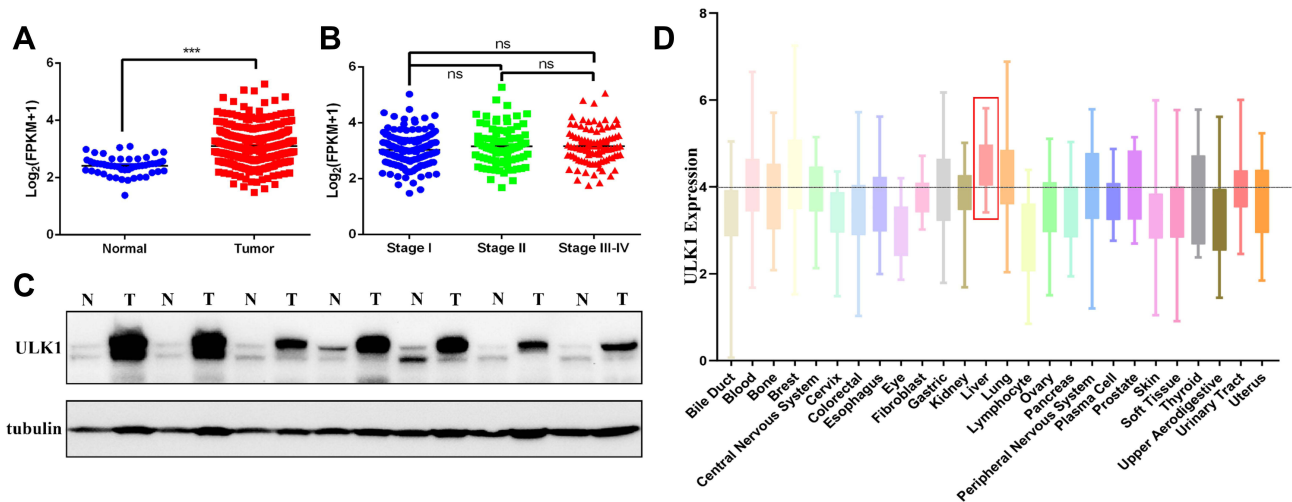 A
***
Log2(FPKM+1)
6
4
2
0
Normal
Tumor
B
ns
ns
ns
Log2(FPKM+1)
6
4
2
0
Stage I
Stage II
Stage III-IV
C
N T N T N T N T N T N T N T
ULK1
tubulin
D
ULK1 Expression
8
6
4
2
0
Bile Duct
Blood
Bone
Brest
Central Nervous System
Cervix
Colorectal
Esophagus
Eye
Fibroblast
Gastric
Kidney
Liver
Lung
Lymphocyte
Ovary
Pancreas
Peripheral Nervous System
Plasma Cell
Prostate
Skin
Soft Tissue
Thyroid
Upper Aerodigestive
Urinary Tract
Uterus